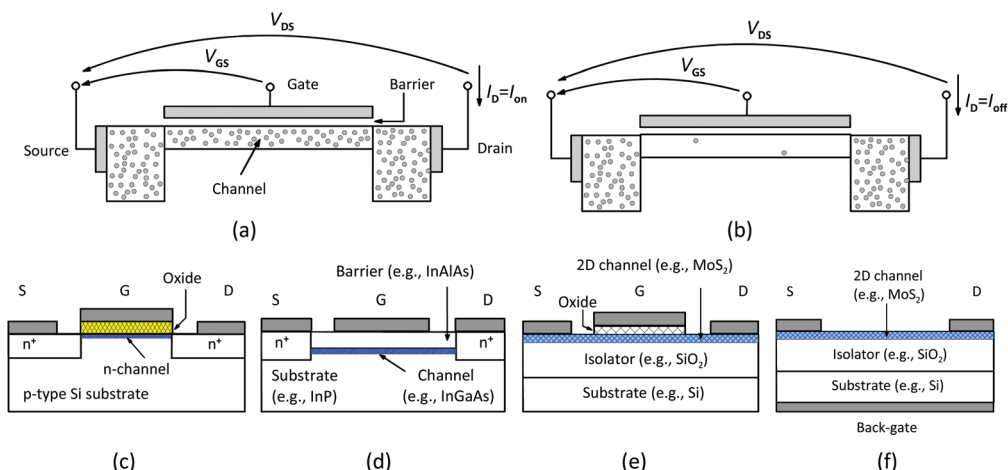 V_DS
V_GS
Gate
Barrier
I_D=I_on
Source
Drain
Channel
(a)
V_DS
V_GS
I_D=I_off
(b)
S
G
D
Oxide
n⁺
n⁺
n-channel
p-type Si substrate
(c)
Barrier (e.g., InAlAs)
S
G
D
n⁺
n⁺
Substrate
(e.g., InP)
Channel
(e.g., InGaAs)
(d)
2D channel (e.g., MoS₂)
S
G
D
Oxide
Isolator (e.g., SiO₂)
Substrate (e.g., Si)
(e)
2D channel
(e.g., MoS₂)
S
D
Isolator (e.g., SiO₂)
Substrate (e.g., Si)
Back-gate
(f)